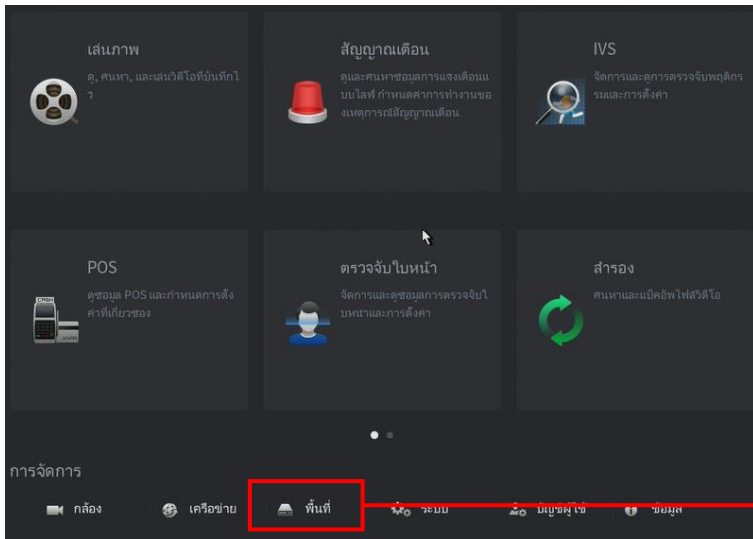 เล่นภาพ
ดู, ค้นหา, และเล่นวิดีโอที่บันทึกไ
ว้
สัญญาณเตือน
ดูและค้นหาข้อมูลการแจงเตือนแ
บบไลฟ์ กำหนดค่าการทำงานขอ
งเหตุการณ์สัญญาณเตือน
IVS
จัดการและดูการตรวจจับพฤติกร
รมและการตั้งค่า
POS
ดูข้อมูล POS และกำหนดการตั้ง
ค่าที่เกี่ยวข้อง
ตรวจจับใบหน้า
จัดการและดูข้อมูลการตรวจจับใ
บหน้าและการตั้งค่า
สำรอง
ค้นหาและแบ็คอัพไฟล์วิดีโอ
การจัดการ
กล้อง
เครือข่าย
พื้นที่
ระบบ
บัญชีผู้ใช้
ข้อมูล